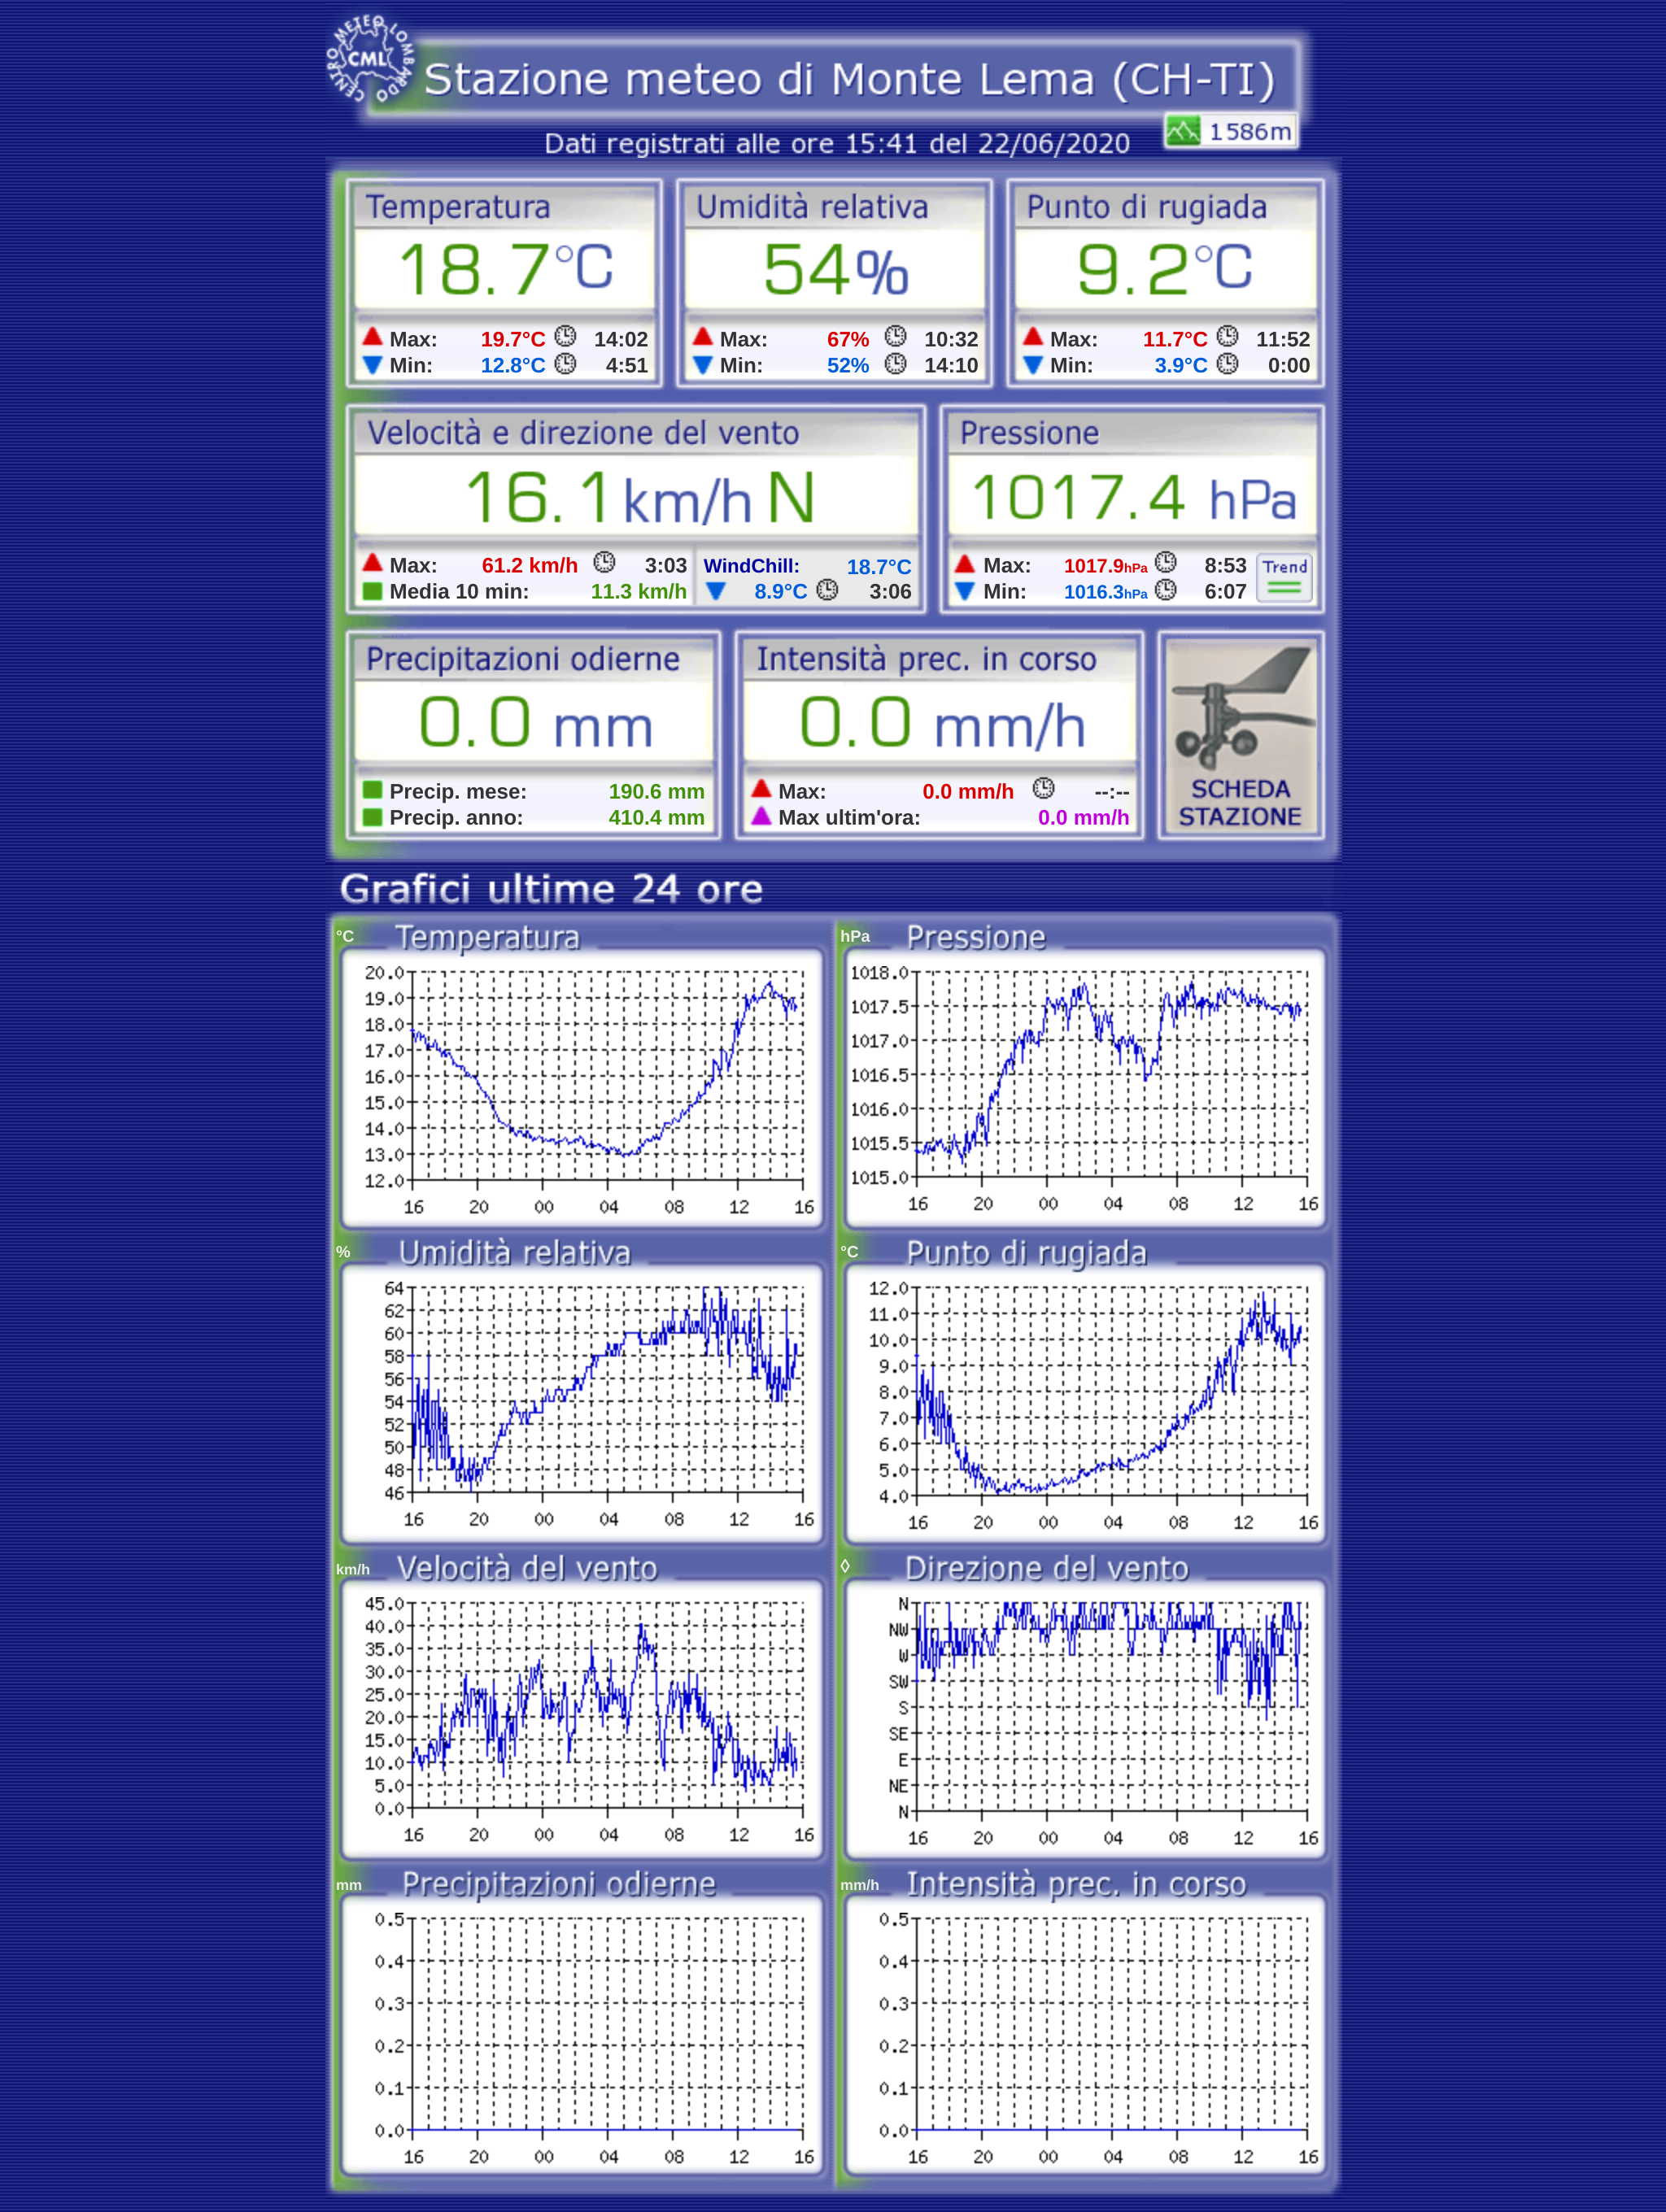 CENTRO METEO LOMBARDO
CML
Stazione meteo di Monte Lema (CH-TI)
Dati registrati alle ore 15:41 del 22/06/2020
1586m
Temperatura
18.7°C
Max: 19.7°C 14:02
Min: 12.8°C 4:51
Umidità relativa
54%
Max: 67% 10:32
Min: 52% 14:10
Punto di rugiada
9.2°C
Max: 11.7°C 11:52
Min: 3.9°C 0:00
Velocità e direzione del vento
16.1km/h N
Max: 61.2 km/h 3:03
Media 10 min: 11.3 km/h
WindChill: 18.7°C
8.9°C 3:06
Pressione
1017.4 hPa
Max: 1017.9hPa 8:53
Min: 1016.3hPa 6:07
Trend
Precipitazioni odierne
0.0 mm
Precip. mese: 190.6 mm
Precip. anno: 410.4 mm
Intensità prec. in corso
0.0 mm/h
Max: 0.0 mm/h --:--
Max ultim'ora: 0.0 mm/h
SCHEDA
STAZIONE
Grafici ultime 24 ore
°C Temperatura
20.0
19.0
18.0
17.0
16.0
15.0
14.0
13.0
12.0
16 20 00 04 08 12 16
hPa Pressione
1018.0
1017.5
1017.0
1016.5
1016.0
1015.5
1015.0
16 20 00 04 08 12 16
% Umidità relativa
64
62
60
58
56
54
52
50
48
46
16 20 00 04 08 12 16
°C Punto di rugiada
12.0
11.0
10.0
9.0
8.0
7.0
6.0
5.0
4.0
16 20 00 04 08 12 16
km/h Velocità del vento
45.0
40.0
35.0
30.0
25.0
20.0
15.0
10.0
5.0
0.0
16 20 00 04 08 12 16
◊ Direzione del vento
N
NW
W
SW
S
SE
E
NE
N
16 20 00 04 08 12 16
mm Precipitazioni odierne
0.5
0.4
0.3
0.2
0.1
0.0
16 20 00 04 08 12 16
mm/h Intensità prec. in corso
0.5
0.4
0.3
0.2
0.1
0.0
16 20 00 04 08 12 16